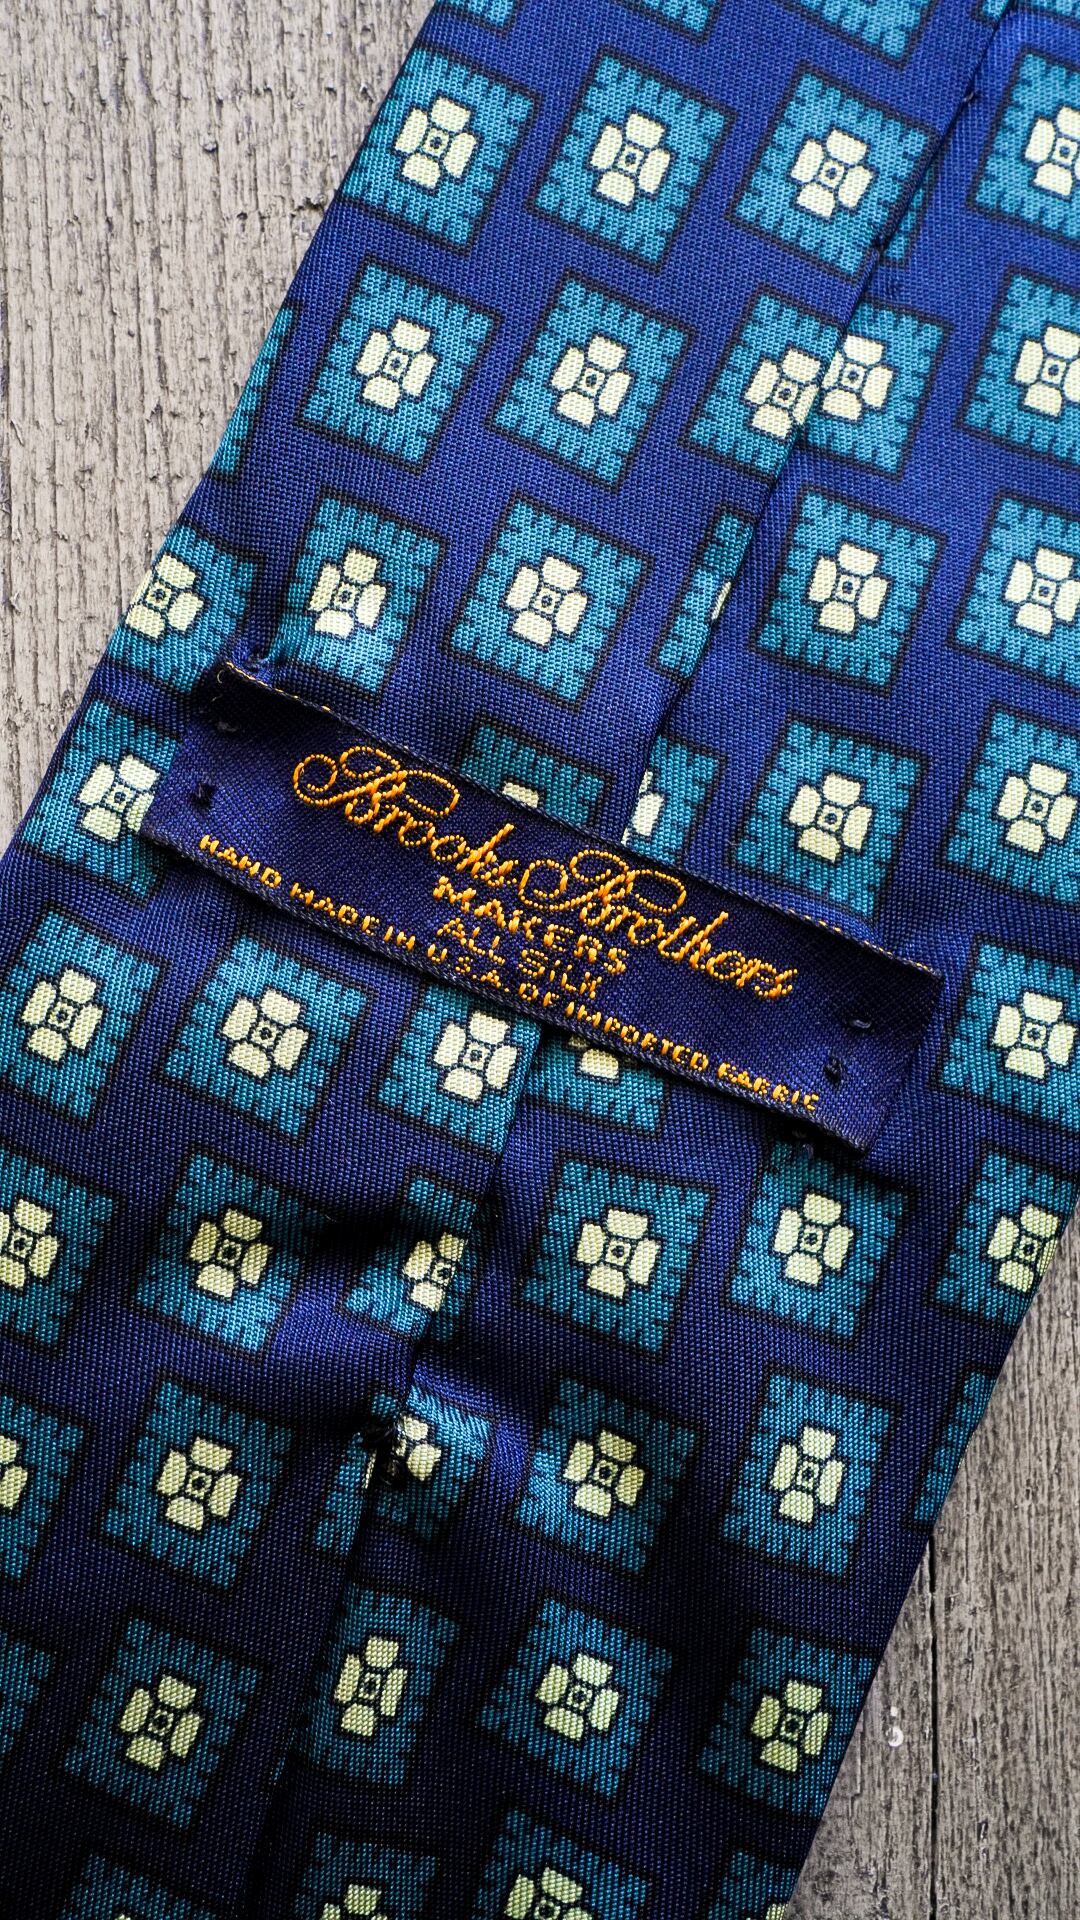 Brooks Brothers
MAKERS
ALL SILK
HAND MADE IN U.S.A. OF IMPORTED FABRIC